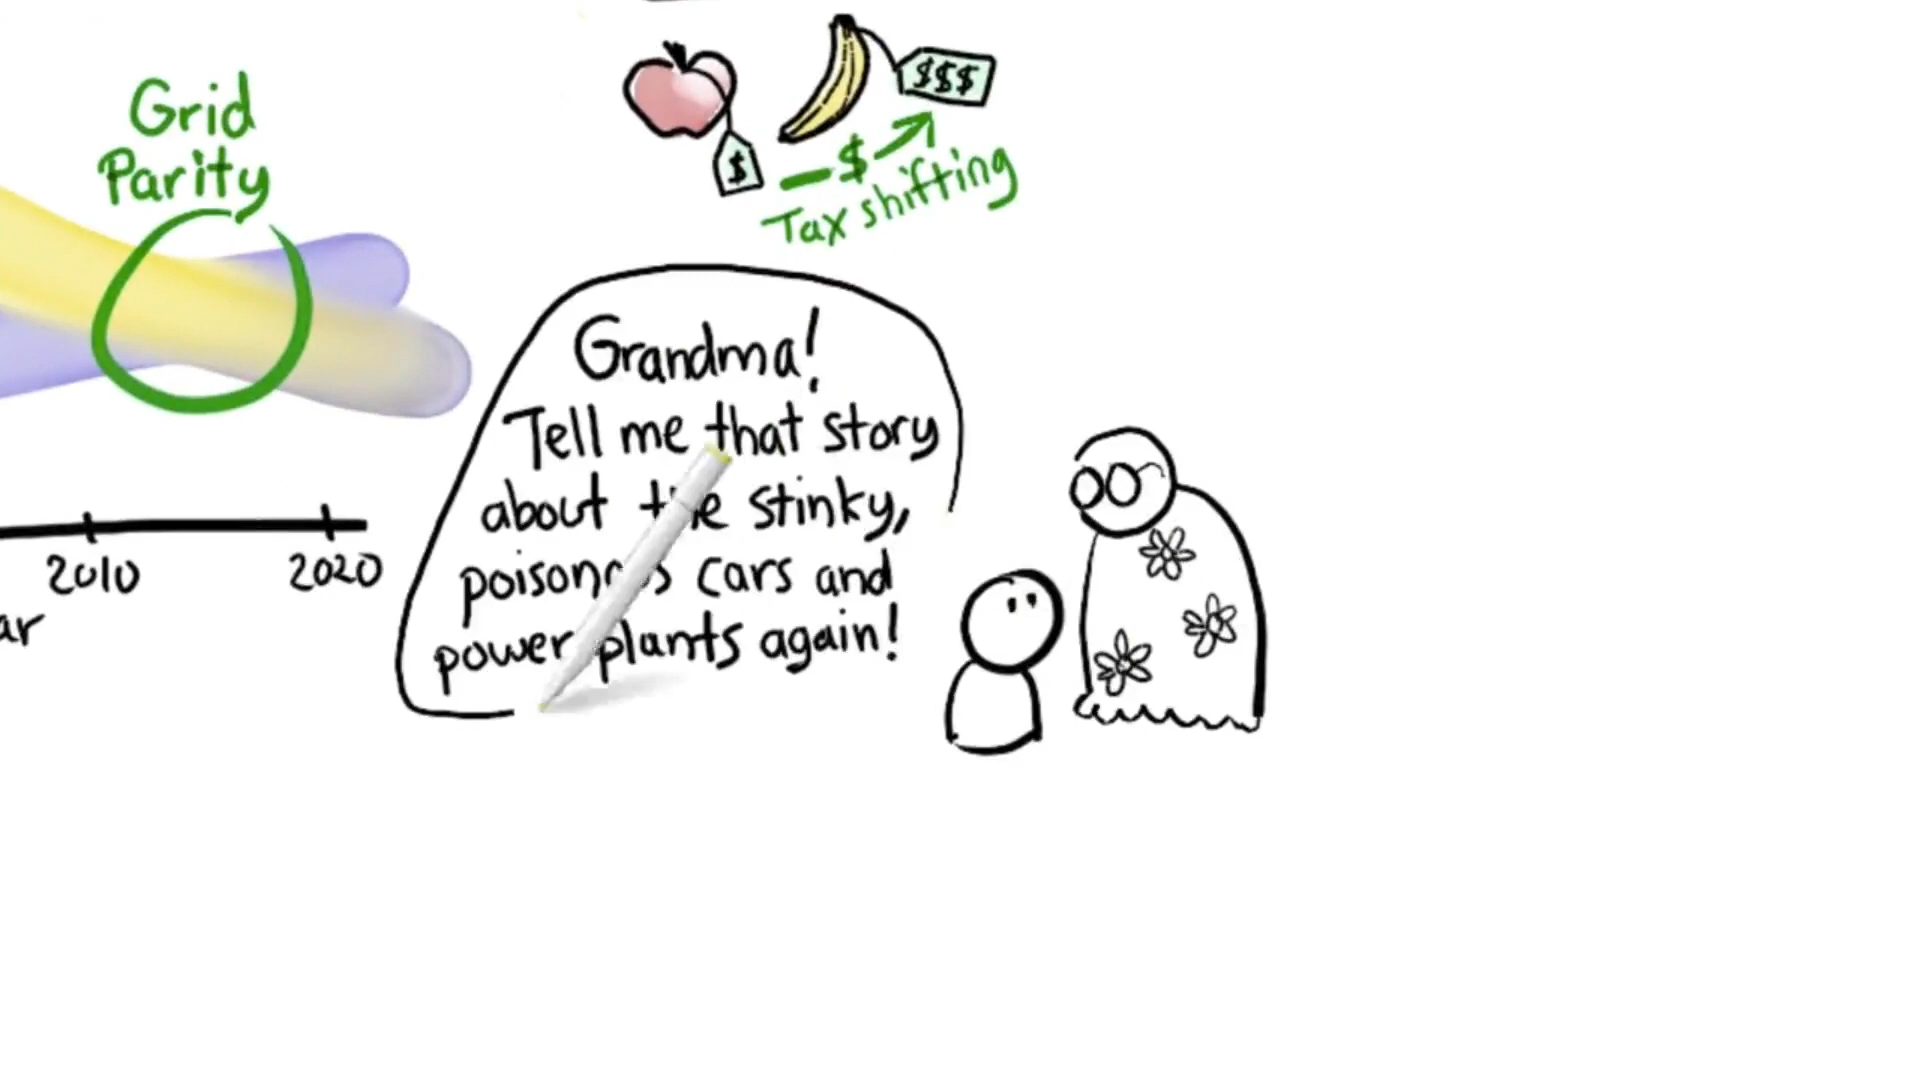 Grid
Parity
$
$$$
- $
Tax shifting
Grandma!
Tell me that story
about the stinky,
poisonous cars and
power plants again!
2010
2020
ar